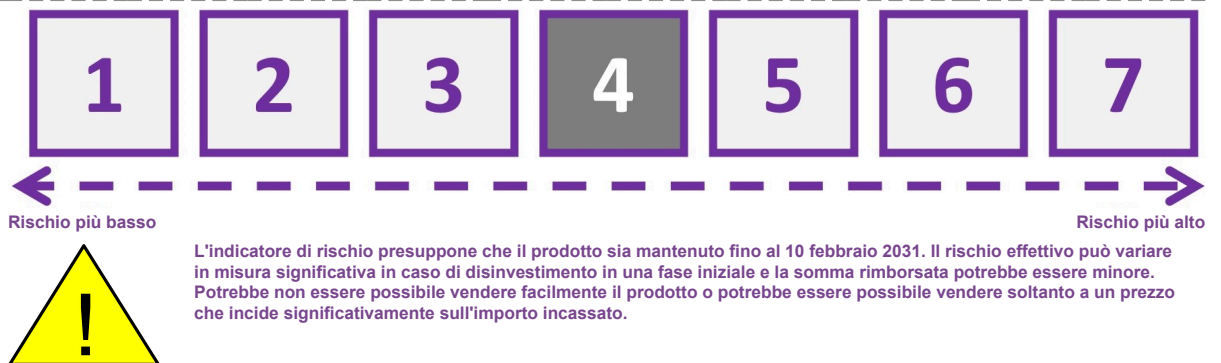 1 2 3 4 5 6 7
Rischio più basso Rischio più alto
L'indicatore di rischio presuppone che il prodotto sia mantenuto fino al 10 febbraio 2031. Il rischio effettivo può variare
in misura significativa in caso di disinvestimento in una fase iniziale e la somma rimborsata potrebbe essere minore.
Potrebbe non essere possibile vendere facilmente il prodotto o potrebbe essere possibile vendere soltanto a un prezzo
che incide significativamente sull'importo incassato.
!